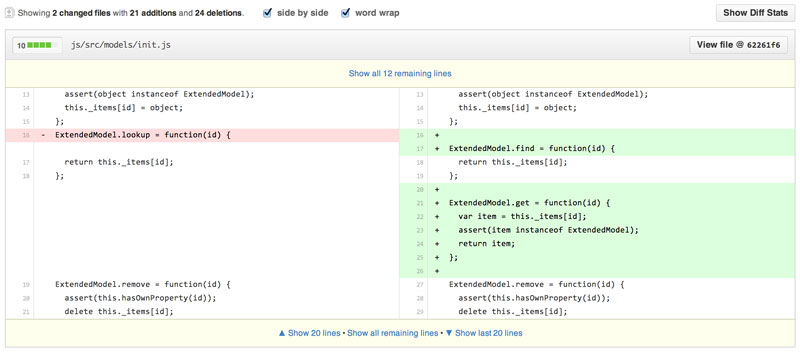 Showing 2 changed files with 21 additions and 24 deletions. side by side word wrap Show Diff Stats
10 js/src/models/init.js View file @ 62261f6
Show all 12 remaining lines
13 assert(object instanceof ExtendedModel); 13 assert(object instanceof ExtendedModel);
14 this._items[id] = object; 14 this._items[id] = object;
15 }; 15 };
16 - ExtendedModel.lookup = function(id) { 16 +
17 + ExtendedModel.find = function(id) {
17 return this._items[id]; 18 return this._items[id];
18 }; 19 };
20 +
21 + ExtendedModel.get = function(id) {
22 + var item = this._items[id];
23 + assert(item instanceof ExtendedModel);
24 + return item;
25 + };
26 +
19 ExtendedModel.remove = function(id) { 27 ExtendedModel.remove = function(id) {
20 assert(this.hasOwnProperty(id)); 28 assert(this.hasOwnProperty(id));
21 delete this._items[id]; 29 delete this._items[id];
▲ Show 20 lines • Show all remaining lines • ▼ Show last 20 lines